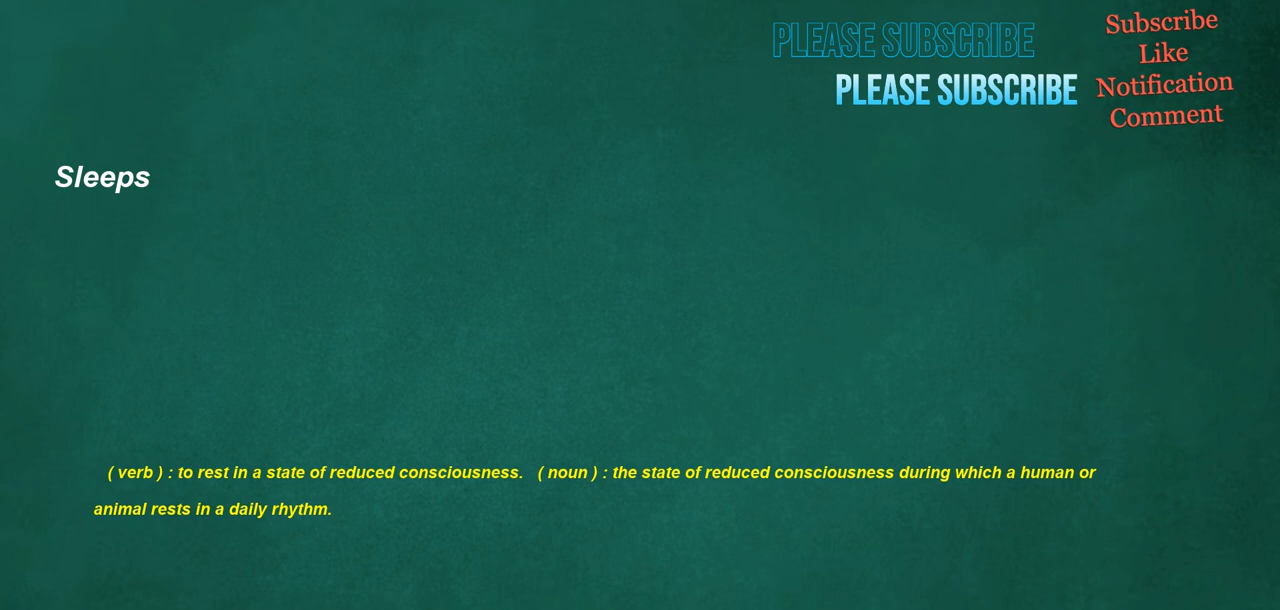 PLEASE SUBSCRIBE
PLEASE SUBSCRIBE
Subscribe
Like
Notification
Comment
Sleeps
( verb ) : to rest in a state of reduced consciousness. ( noun ) : the state of reduced consciousness during which a human or
animal rests in a daily rhythm.